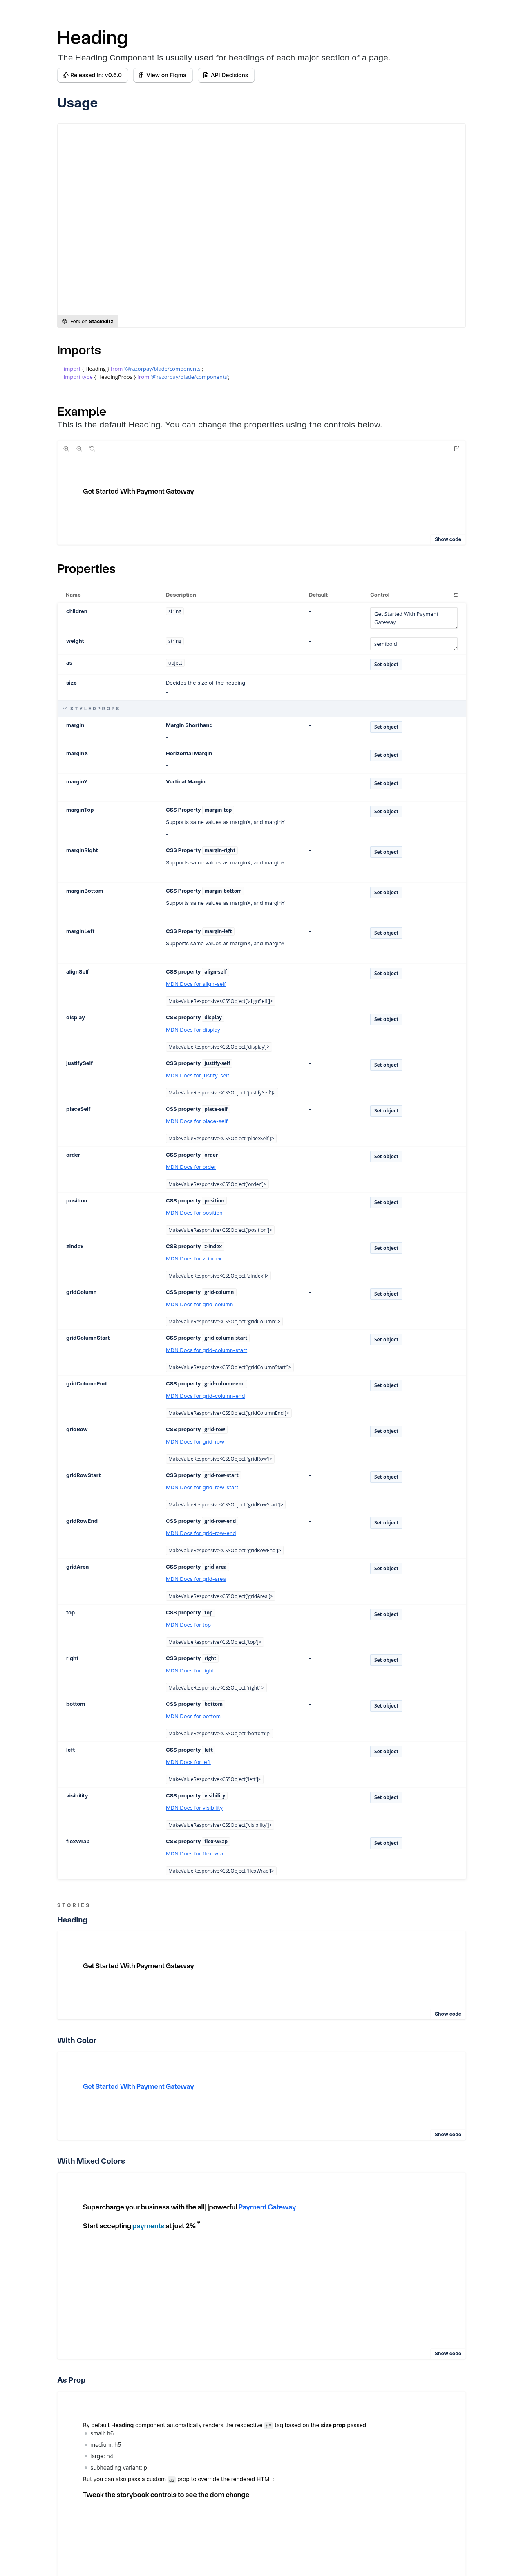 Heading
The Heading Component is usually used for headings of each major section of a page.
Released In: v0.6.0
View on Figma
API Decisions
Usage
Fork on StackBlitz
Imports
import { Heading } from '@razorpay/blade/components';
import type { HeadingProps } from '@razorpay/blade/components';
Example
This is the default Heading. You can change the properties using the controls below.
Get Started With Payment Gateway
Show code
Properties
Name Description Default Control
children string - Get Started With Payment
Gateway
weight string - semibold
as object - Set object
size Decides the size of the heading - -
-
STYLEDPROPS
margin Margin Shorthand - Set object
-
marginX Horizontal Margin - Set object
-
marginY Vertical Margin - Set object
-
marginTop CSS Property margin-top - Set object
Supports same values as marginX, and marginY
-
marginRight CSS Property margin-right - Set object
Supports same values as marginX, and marginY
-
marginBottom CSS Property margin-bottom - Set object
Supports same values as marginX, and marginY
-
marginLeft CSS Property margin-left - Set object
Supports same values as marginX, and marginY
-
alignSelf CSS property align-self - Set object
MDN Docs for align-self
MakeValueResponsive<CSSObject['alignSelf']>
display CSS property display - Set object
MDN Docs for display
MakeValueResponsive<CSSObject['display']>
justifySelf CSS property justify-self - Set object
MDN Docs for justify-self
MakeValueResponsive<CSSObject['justifySelf']>
placeSelf CSS property place-self - Set object
MDN Docs for place-self
MakeValueResponsive<CSSObject['placeSelf']>
order CSS property order - Set object
MDN Docs for order
MakeValueResponsive<CSSObject['order']>
position CSS property position - Set object
MDN Docs for position
MakeValueResponsive<CSSObject['position']>
zIndex CSS property z-index - Set object
MDN Docs for z-index
MakeValueResponsive<CSSObject['zIndex']>
gridColumn CSS property grid-column - Set object
MDN Docs for grid-column
MakeValueResponsive<CSSObject['gridColumn']>
gridColumnStart CSS property grid-column-start - Set object
MDN Docs for grid-column-start
MakeValueResponsive<CSSObject['gridColumnStart']>
gridColumnEnd CSS property grid-column-end - Set object
MDN Docs for grid-column-end
MakeValueResponsive<CSSObject['gridColumnEnd']>
gridRow CSS property grid-row - Set object
MDN Docs for grid-row
MakeValueResponsive<CSSObject['gridRow']>
gridRowStart CSS property grid-row-start - Set object
MDN Docs for grid-row-start
MakeValueResponsive<CSSObject['gridRowStart']>
gridRowEnd CSS property grid-row-end - Set object
MDN Docs for grid-row-end
MakeValueResponsive<CSSObject['gridRowEnd']>
gridArea CSS property grid-area - Set object
MDN Docs for grid-area
MakeValueResponsive<CSSObject['gridArea']>
top CSS property top - Set object
MDN Docs for top
MakeValueResponsive<CSSObject['top']>
right CSS property right - Set object
MDN Docs for right
MakeValueResponsive<CSSObject['right']>
bottom CSS property bottom - Set object
MDN Docs for bottom
MakeValueResponsive<CSSObject['bottom']>
left CSS property left - Set object
MDN Docs for left
MakeValueResponsive<CSSObject['left']>
visibility CSS property visibility - Set object
MDN Docs for visibility
MakeValueResponsive<CSSObject['visibility']>
flexWrap CSS property flex-wrap - Set object
MDN Docs for flex-wrap
MakeValueResponsive<CSSObject['flexWrap']>
STORIES
Heading
Get Started With Payment Gateway
Show code
With Color
Get Started With Payment Gateway
Show code
With Mixed Colors
Supercharge your business with the all powerful Payment Gateway
Start accepting payments at just 2% *
Show code
As Prop
By default Heading component automatically renders the respective h* tag based on the size prop passed
small: h6
medium: h5
large: h4
subheading variant: p
But you can also pass a custom as prop to override the rendered HTML:
Tweak the storybook controls to see the dom change